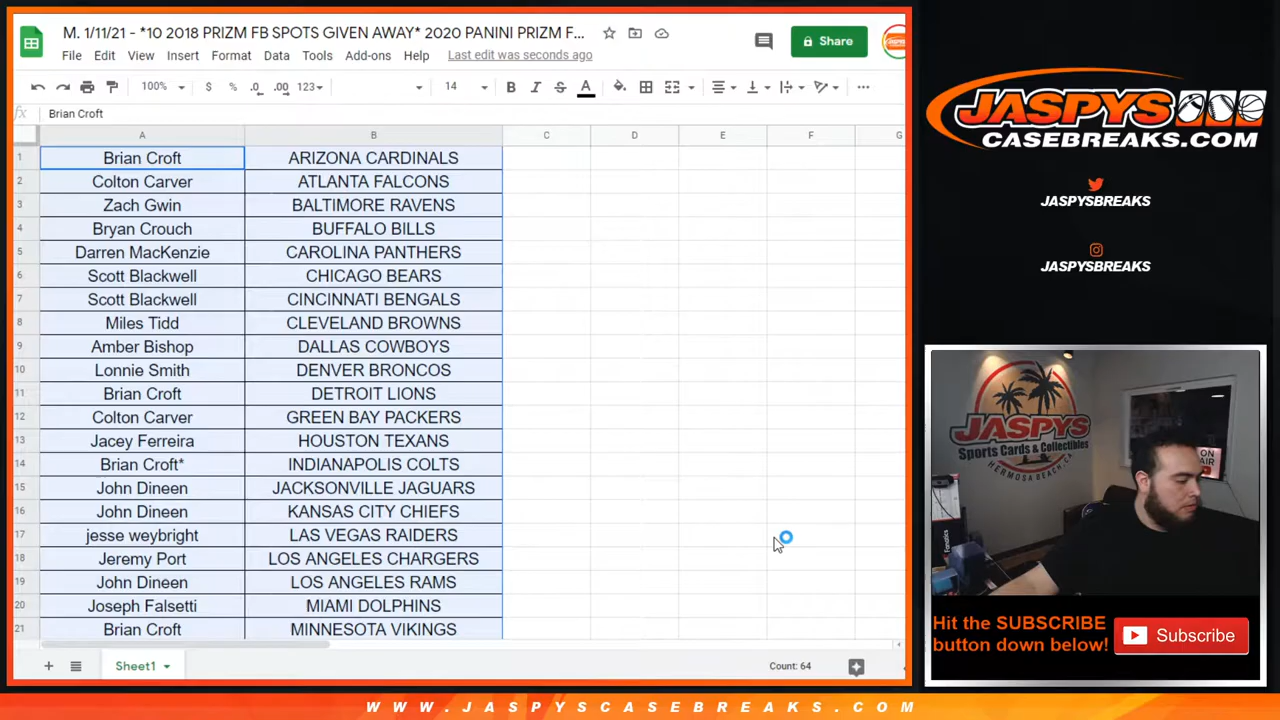 M. 1/11/21 - *10 2018 PRIZM FB SPOTS GIVEN AWAY* 2020 PANINI PRIZM F...
File Edit View Insert Format Data Tools Add-ons Help Last edit was seconds ago
Share
100% $ % .0 .00 123 14 B I S A
fx Brian Croft
A B C D E F G
1 Brian Croft ARIZONA CARDINALS
2 Colton Carver ATLANTA FALCONS
3 Zach Gwin BALTIMORE RAVENS
4 Bryan Crouch BUFFALO BILLS
5 Darren MacKenzie CAROLINA PANTHERS
6 Scott Blackwell CHICAGO BEARS
7 Scott Blackwell CINCINNATI BENGALS
8 Miles Tidd CLEVELAND BROWNS
9 Amber Bishop DALLAS COWBOYS
10 Lonnie Smith DENVER BRONCOS
11 Brian Croft DETROIT LIONS
12 Colton Carver GREEN BAY PACKERS
13 Jacey Ferreira HOUSTON TEXANS
14 Brian Croft* INDIANAPOLIS COLTS
15 John Dineen JACKSONVILLE JAGUARS
16 John Dineen KANSAS CITY CHIEFS
17 jesse weybright LAS VEGAS RAIDERS
18 Jeremy Port LOS ANGELES CHARGERS
19 John Dineen LOS ANGELES RAMS
20 Joseph Falsetti MIAMI DOLPHINS
21 Brian Croft MINNESOTA VIKINGS
Sheet1
Count: 64
JASPYS
CASEBREAKS.COM
JASPYSBREAKS
JASPYSBREAKS
JASPYS
Sports Cards & Collectibles
HERMOSA BEACH, CA
ON
AIR
Fanatics
Hit the SUBSCRIBE
button down below!
Subscribe
WWW.JASPYSCASEBREAKS.COM